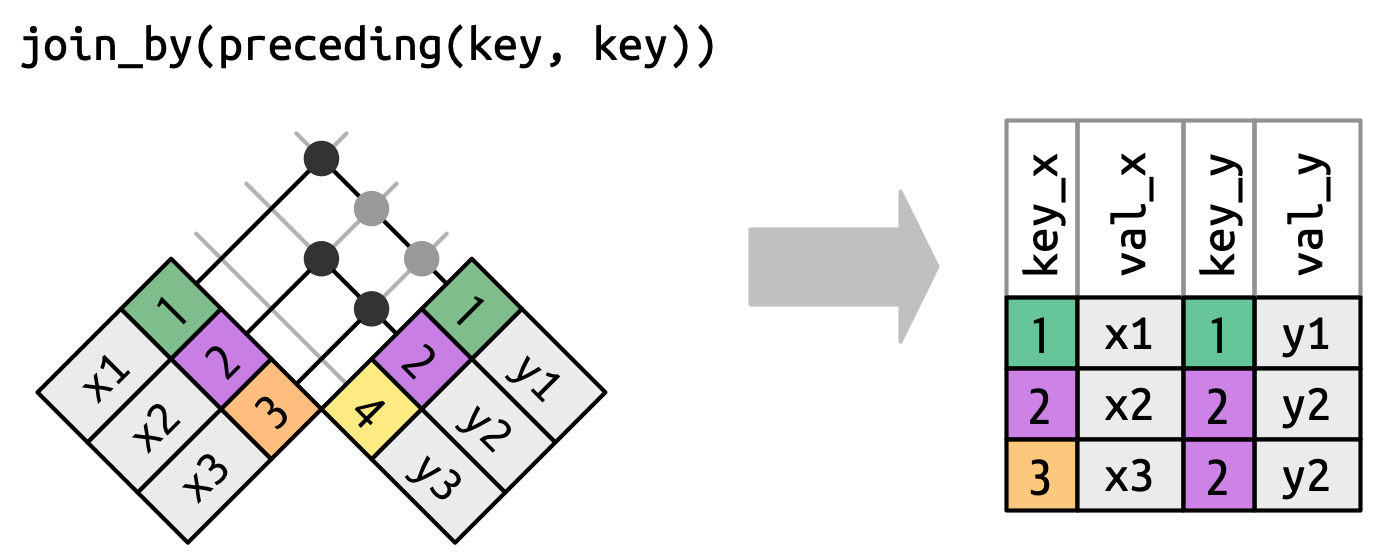 join_by(preceding(key, key))
1 1
x1 2 2 y1
x2 3 4 y2
x3 y3
key_x val_x key_y val_y
1 x1 1 y1
2 x2 2 y2
3 x3 2 y2